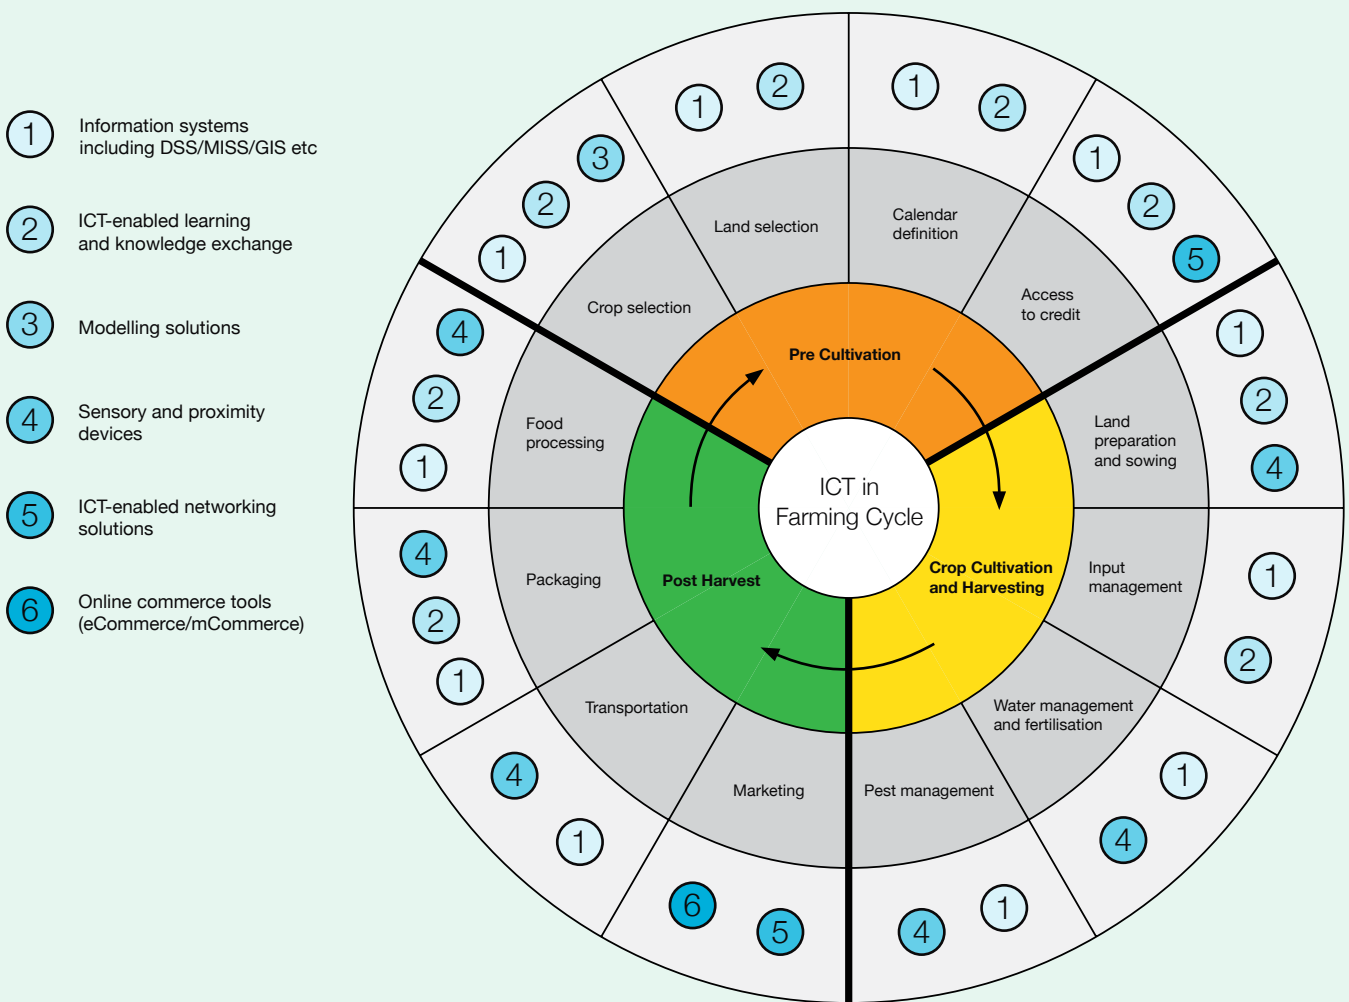 1
Information systems
including DSS/MISS/GIS etc
2
ICT-enabled learning
and knowledge exchange
3
Modelling solutions
4
Sensory and proximity
devices
5
ICT-enabled networking
solutions
6
Online commerce tools
(eCommerce/mCommerce)
ICT in
Farming Cycle
Pre Cultivation
Crop selection
1
2
3
Land selection
1
2
Calendar
definition
1
2
Access
to credit
1
2
5
Crop Cultivation
and Harvesting
Land
preparation
and sowing
1
2
4
Input
management
1
2
Water management
and fertilisation
1
4
Pest management
1
4
Post Harvest
Marketing
5
6
Transportation
1
4
Packaging
1
2
4
Food
processing
1
2
4